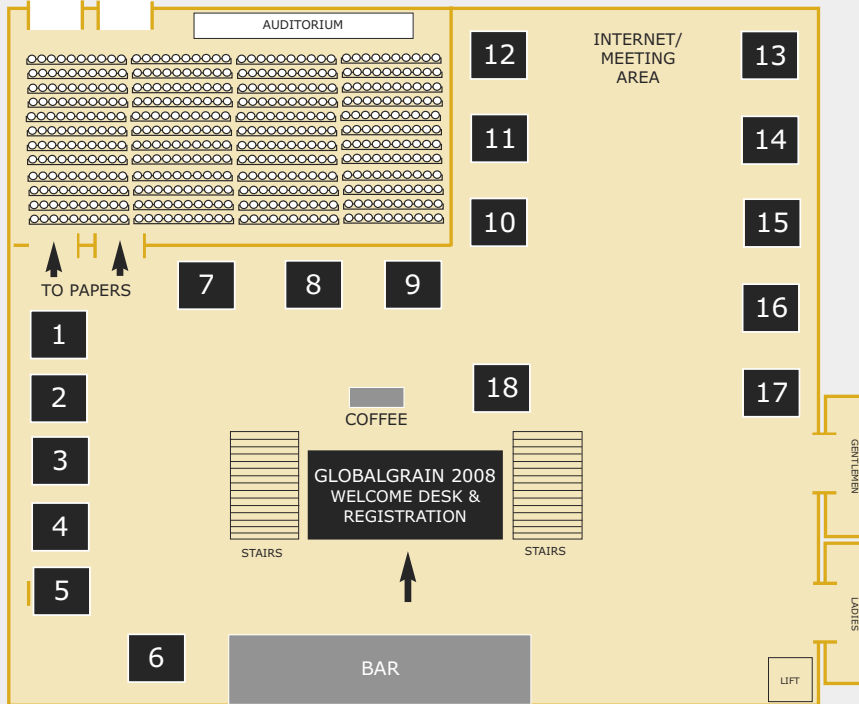 AUDITORIUM
12
INTERNET/
MEETING
AREA
13
11
14
10
15
TO PAPERS
7
8
9
16
1
2
18
17
COFFEE
3
GLOBALGRAIN 2008
WELCOME DESK &
REGISTRATION
GENTLEMEN
4
STAIRS
STAIRS
5
LADIES
6
BAR
LIFT